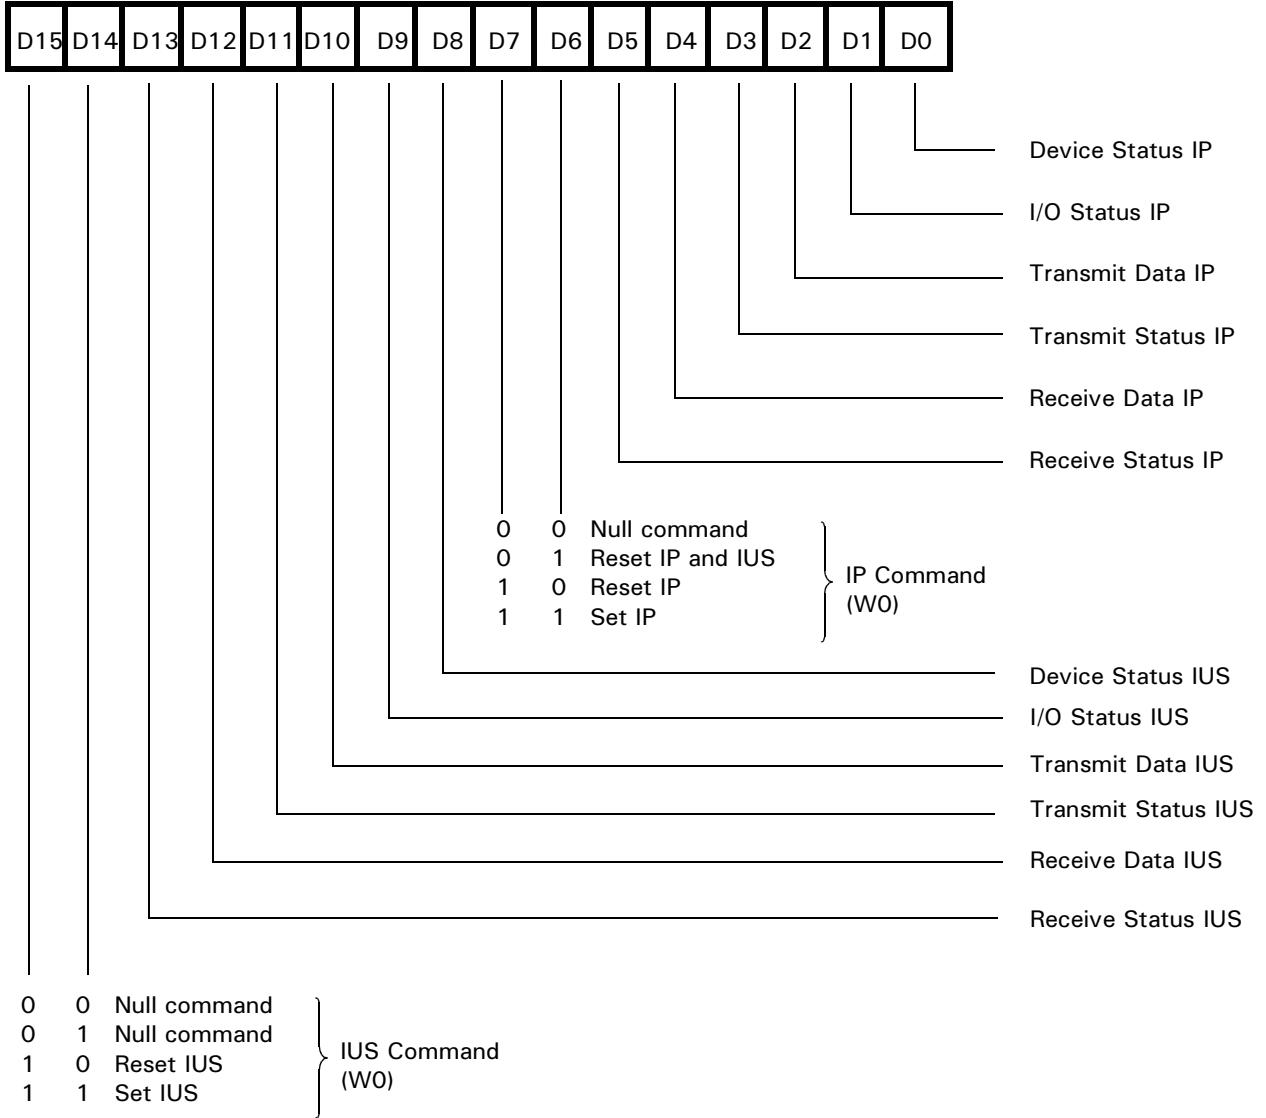 D15 D14 D13 D12 D11 D10 D9 D8 D7 D6 D5 D4 D3 D2 D1 D0
Device Status IP
I/O Status IP
Transmit Data IP
Transmit Status IP
Receive Data IP
Receive Status IP
0 0 Null command
0 1 Reset IP and IUS
1 0 Reset IP
1 1 Set IP
IP Command
(W0)
Device Status IUS
I/O Status IUS
Transmit Data IUS
Transmit Status IUS
Receive Data IUS
Receive Status IUS
0 0 Null command
0 1 Null command
1 0 Reset IUS
1 1 Set IUS
IUS Command
(W0)